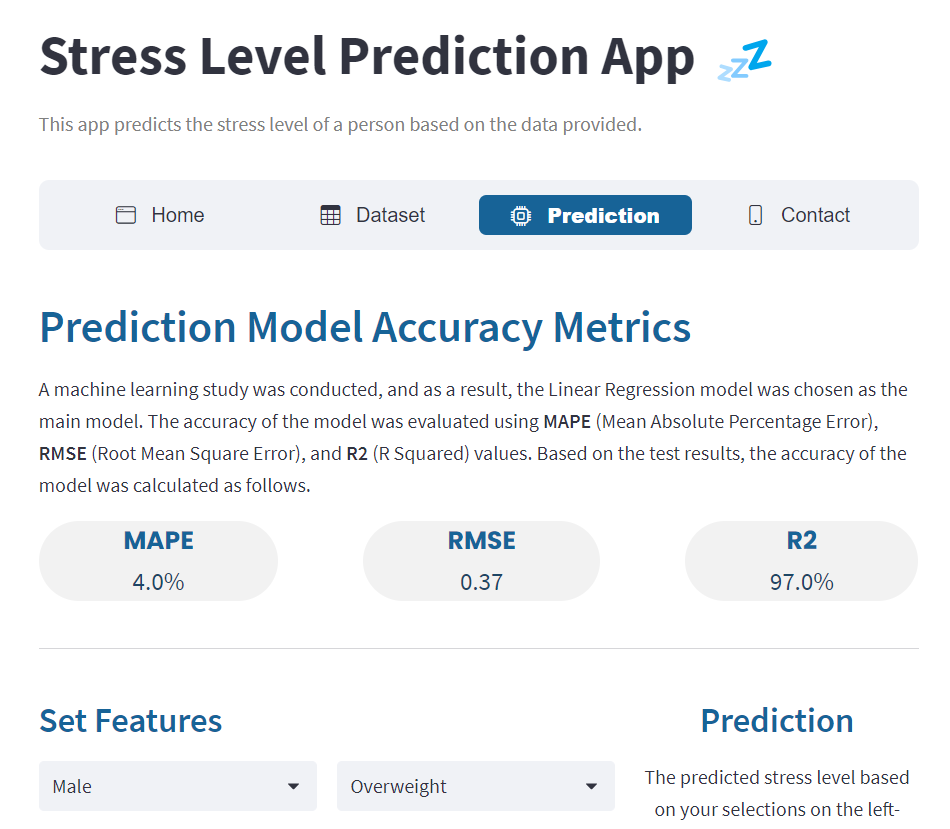 Stress Level Prediction App
This app predicts the stress level of a person based on the data provided.
Home
Dataset
Prediction
Contact
Prediction Model Accuracy Metrics
A machine learning study was conducted, and as a result, the Linear Regression model was chosen as the
main model. The accuracy of the model was evaluated using MAPE (Mean Absolute Percentage Error),
RMSE (Root Mean Square Error), and R2 (R Squared) values. Based on the test results, the accuracy of the
model was calculated as follows.
MAPE
4.0%
RMSE
0.37
R2
97.0%
Set Features
Male
Overweight
Prediction
The predicted stress level based
on your selections on the left-